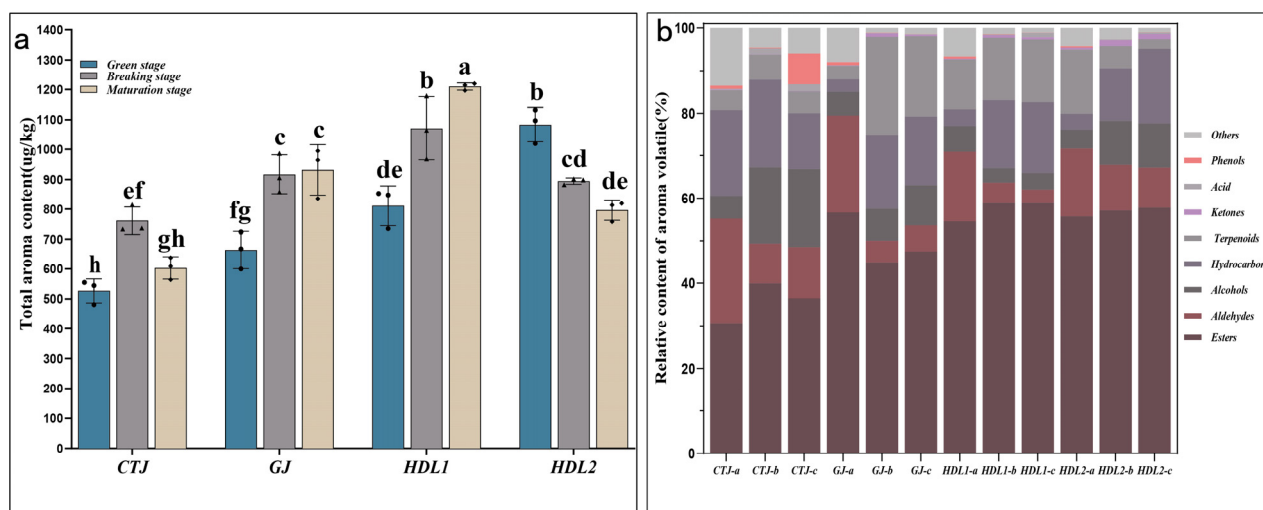 a
Total aroma content(ug/kg)
1400
1300
1200
1100
1000
900
800
700
600
500
400
300
200
100
0
Green stage
Breaking stage
Maturation stage
h
ef
gh
fg
c
c
de
b
a
b
cd
de
CTJ
GJ
HDL1
HDL2
b
Relative content of aroma volatile(%)
100
80
60
40
20
0
CTJ-a
CTJ-b
CTJ-c
GJ-a
GJ-b
GJ-c
HDL1-a
HDL1-b
HDL1-c
HDL2-a
HDL2-b
HDL2-c
Others
Phenols
Acid
Ketones
Terpenoids
Hydrocarbon
Alcohols
Aldehydes
Esters